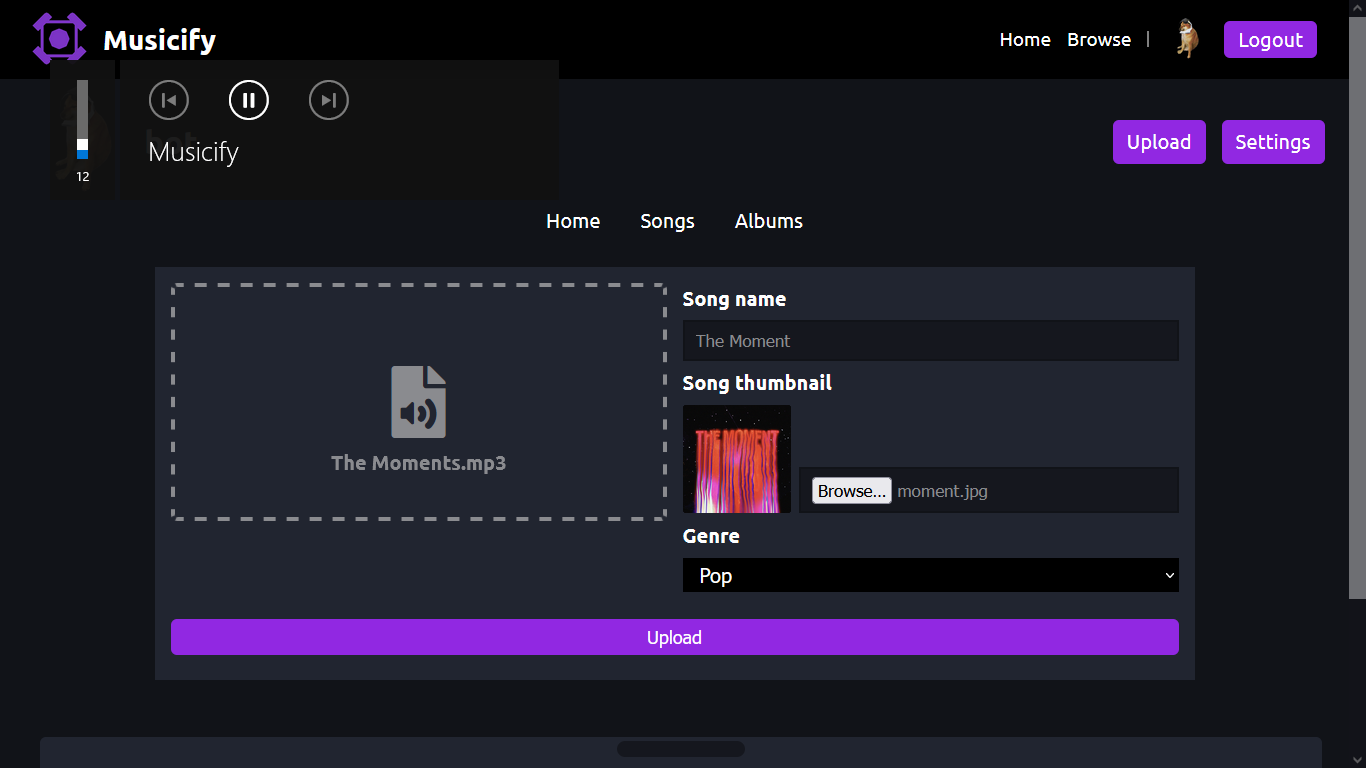 Musicify
Home Browse | Logout
Musicify
12
Upload Settings
Home Songs Albums
The Moments.mp3
Song name
The Moment
Song thumbnail
THE MOMENT
Browse... moment.jpg
Genre
Pop
Upload